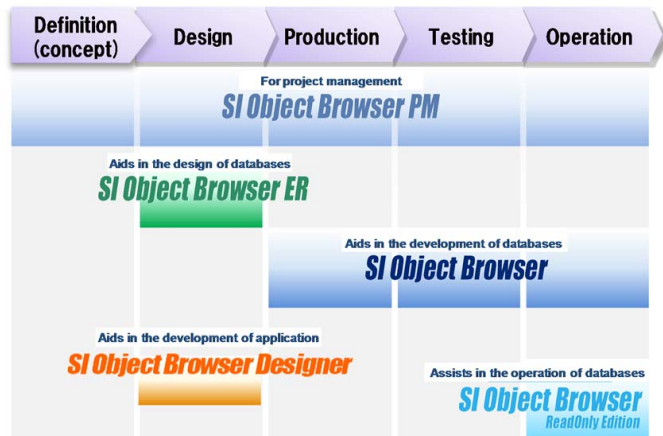 Definition
(concept)
Design
Production
Testing
Operation
For project management
SI Object Browser PM
Aids in the design of databases
SI Object Browser ER
Aids in the development of databases
SI Object Browser
Aids in the development of application
SI Object Browser Designer
Assists in the operation of databases
SI Object Browser
ReadOnly Edition